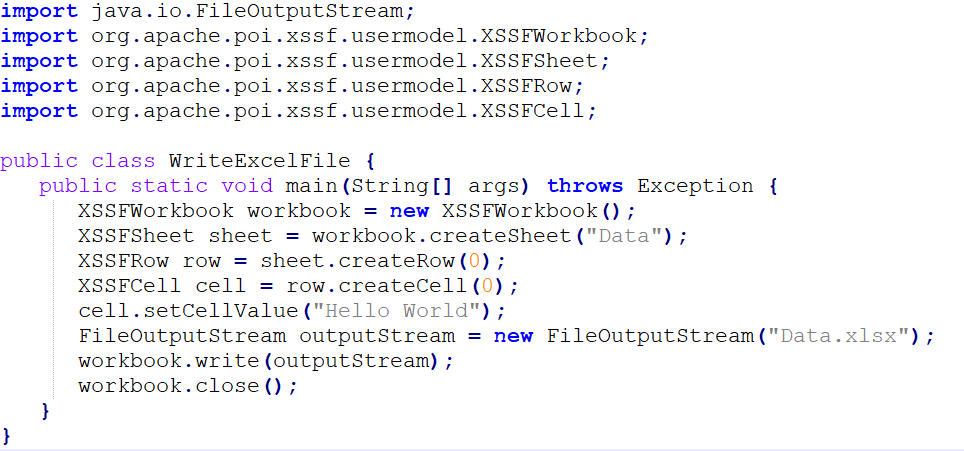 import java.io.FileOutputStream;
import org.apache.poi.xssf.usermodel.XSSFWorkbook;
import org.apache.poi.xssf.usermodel.XSSFSheet;
import org.apache.poi.xssf.usermodel.XSSFRow;
import org.apache.poi.xssf.usermodel.XSSFCell;

public class WriteExcelFile {
   public static void main(String[] args) throws Exception {
      XSSFWorkbook workbook = new XSSFWorkbook();
      XSSFSheet sheet = workbook.createSheet("Data");
      XSSFRow row = sheet.createRow(0);
      XSSFCell cell = row.createCell(0);
      cell.setCellValue("Hello World");
      FileOutputStream outputStream = new FileOutputStream("Data.xlsx");
      workbook.write(outputStream);
      workbook.close();
   }
}